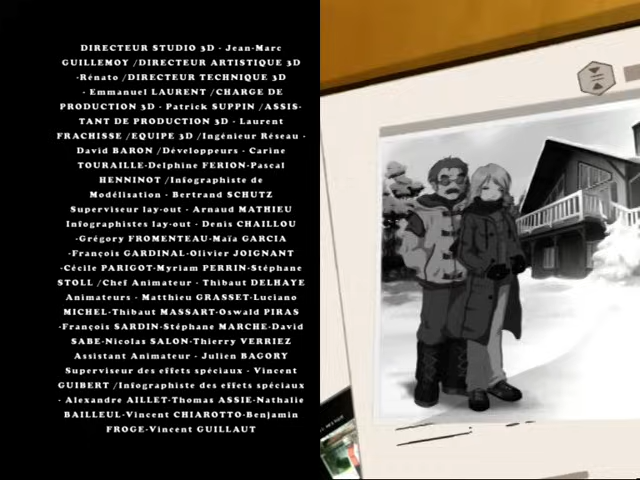 DIRECTEUR STUDIO 3D - Jean-Marc
GUILLEMOY /DIRECTEUR ARTISTIQUE 3D
-Rénato /DIRECTEUR TECHNIQUE 3D
- Emmanuel LAURENT /CHARGE DE
PRODUCTION 3D - Patrick SUPPIN /ASSIS-
TANT DE PRODUCTION 3D - Laurent
FRACHISSE /EQUIPE 3D /Ingénieur Réseau -
David BARON /Développeurs - Carine
TOURAILLE-Delphine FERION-Pascal
HENNINOT /Infographiste de
Modélisation - Bertrand SCHUTZ
Superviseur lay-out - Arnaud MATHIEU
Infographistes lay-out - Denis CHAILLOU
-Grégory FROMENTEAU-Maïa GARCIA
-François GARDINAL-Olivier JOIGNANT
-Cécile PARIGOT-Myriam PERRIN-Stéphane
STOLL /Chef Animateur - Thibaut DELHAYE
Animateurs - Matthieu GRASSET-Luciano
MICHEL-Thibaut MASSART-Oswald PIRAS
-François SARDIN-Stéphane MARCHE-David
SABE-Nicolas SALON-Thierry VERRIEZ
Assistant Animateur - Julien BAGORY
Superviseur des effets spéciaux - Vincent
GUIBERT /Infographiste des effets spéciaux
- Alexandre AILLET-Thomas ASSIE-Nathalie
BAILLEUL-Vincent CHIAROTTO-Benjamin
FROGE-Vincent GUILLAUT